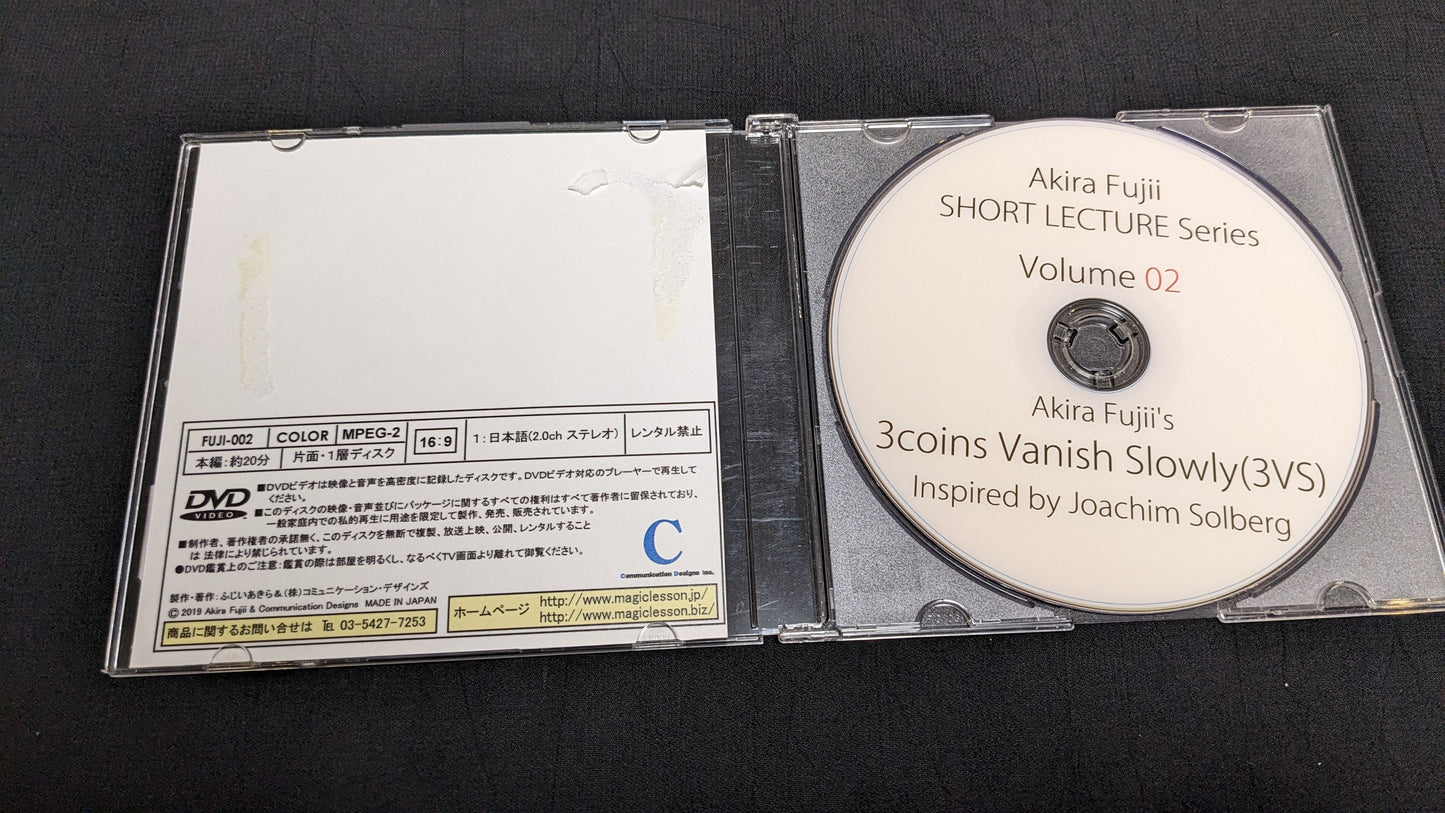 FUJI-002
COLOR
MPEG-2
16:9
1:日本語(2.0ch ステレオ)
レンタル禁止
本編:約20分
片面・1層ディスク
DVD
VIDEO
■DVDビデオは映像と音声を高密度に記録したディスクです。DVDビデオ対応のプレーヤーで再生して
ください。
■このディスクの映像・音声並びにパッケージに関するすべての権利はすべて著作者に留保されており、
一般家庭内での私的再生に用途を限定して製作、発売、販売されています。
■制作者、著作権者の承諾無く、このディスクを無断で複製、放送上映、公開、レンタルすること
は 法律により禁じられています。
●DVD鑑賞上のご注意:鑑賞の際は部屋を明るくし、なるべくTV画面より離れて御覧ください。
C
Communication Designs Inc.
製作・著作:ふじいあきら&(株)コミュニケーション・デザインズ
© 2019 Akira Fujii & Communication Designs MADE IN JAPAN
商品に関するお問い合せは ℡ 03-5427-7253
ホームページ
http://www.magiclesson.jp/
http://www.magiclesson.biz/
Akira Fujii
SHORT LECTURE Series
Volume 02
Akira Fujii's
3coins Vanish Slowly(3VS)
Inspired by Joachim Solberg